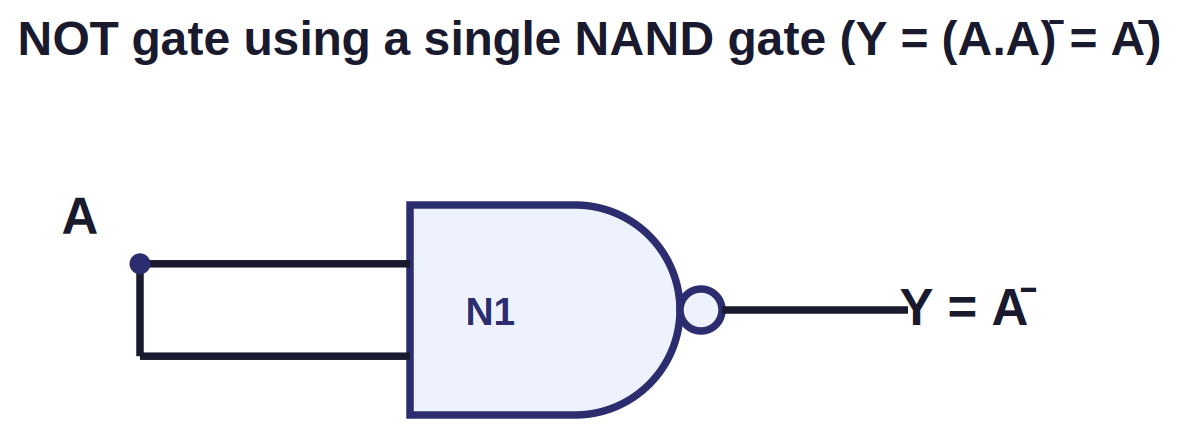 NOT gate using a single NAND gate (Y = (A.A)̄ = Ā)
A
N1
Y = Ā